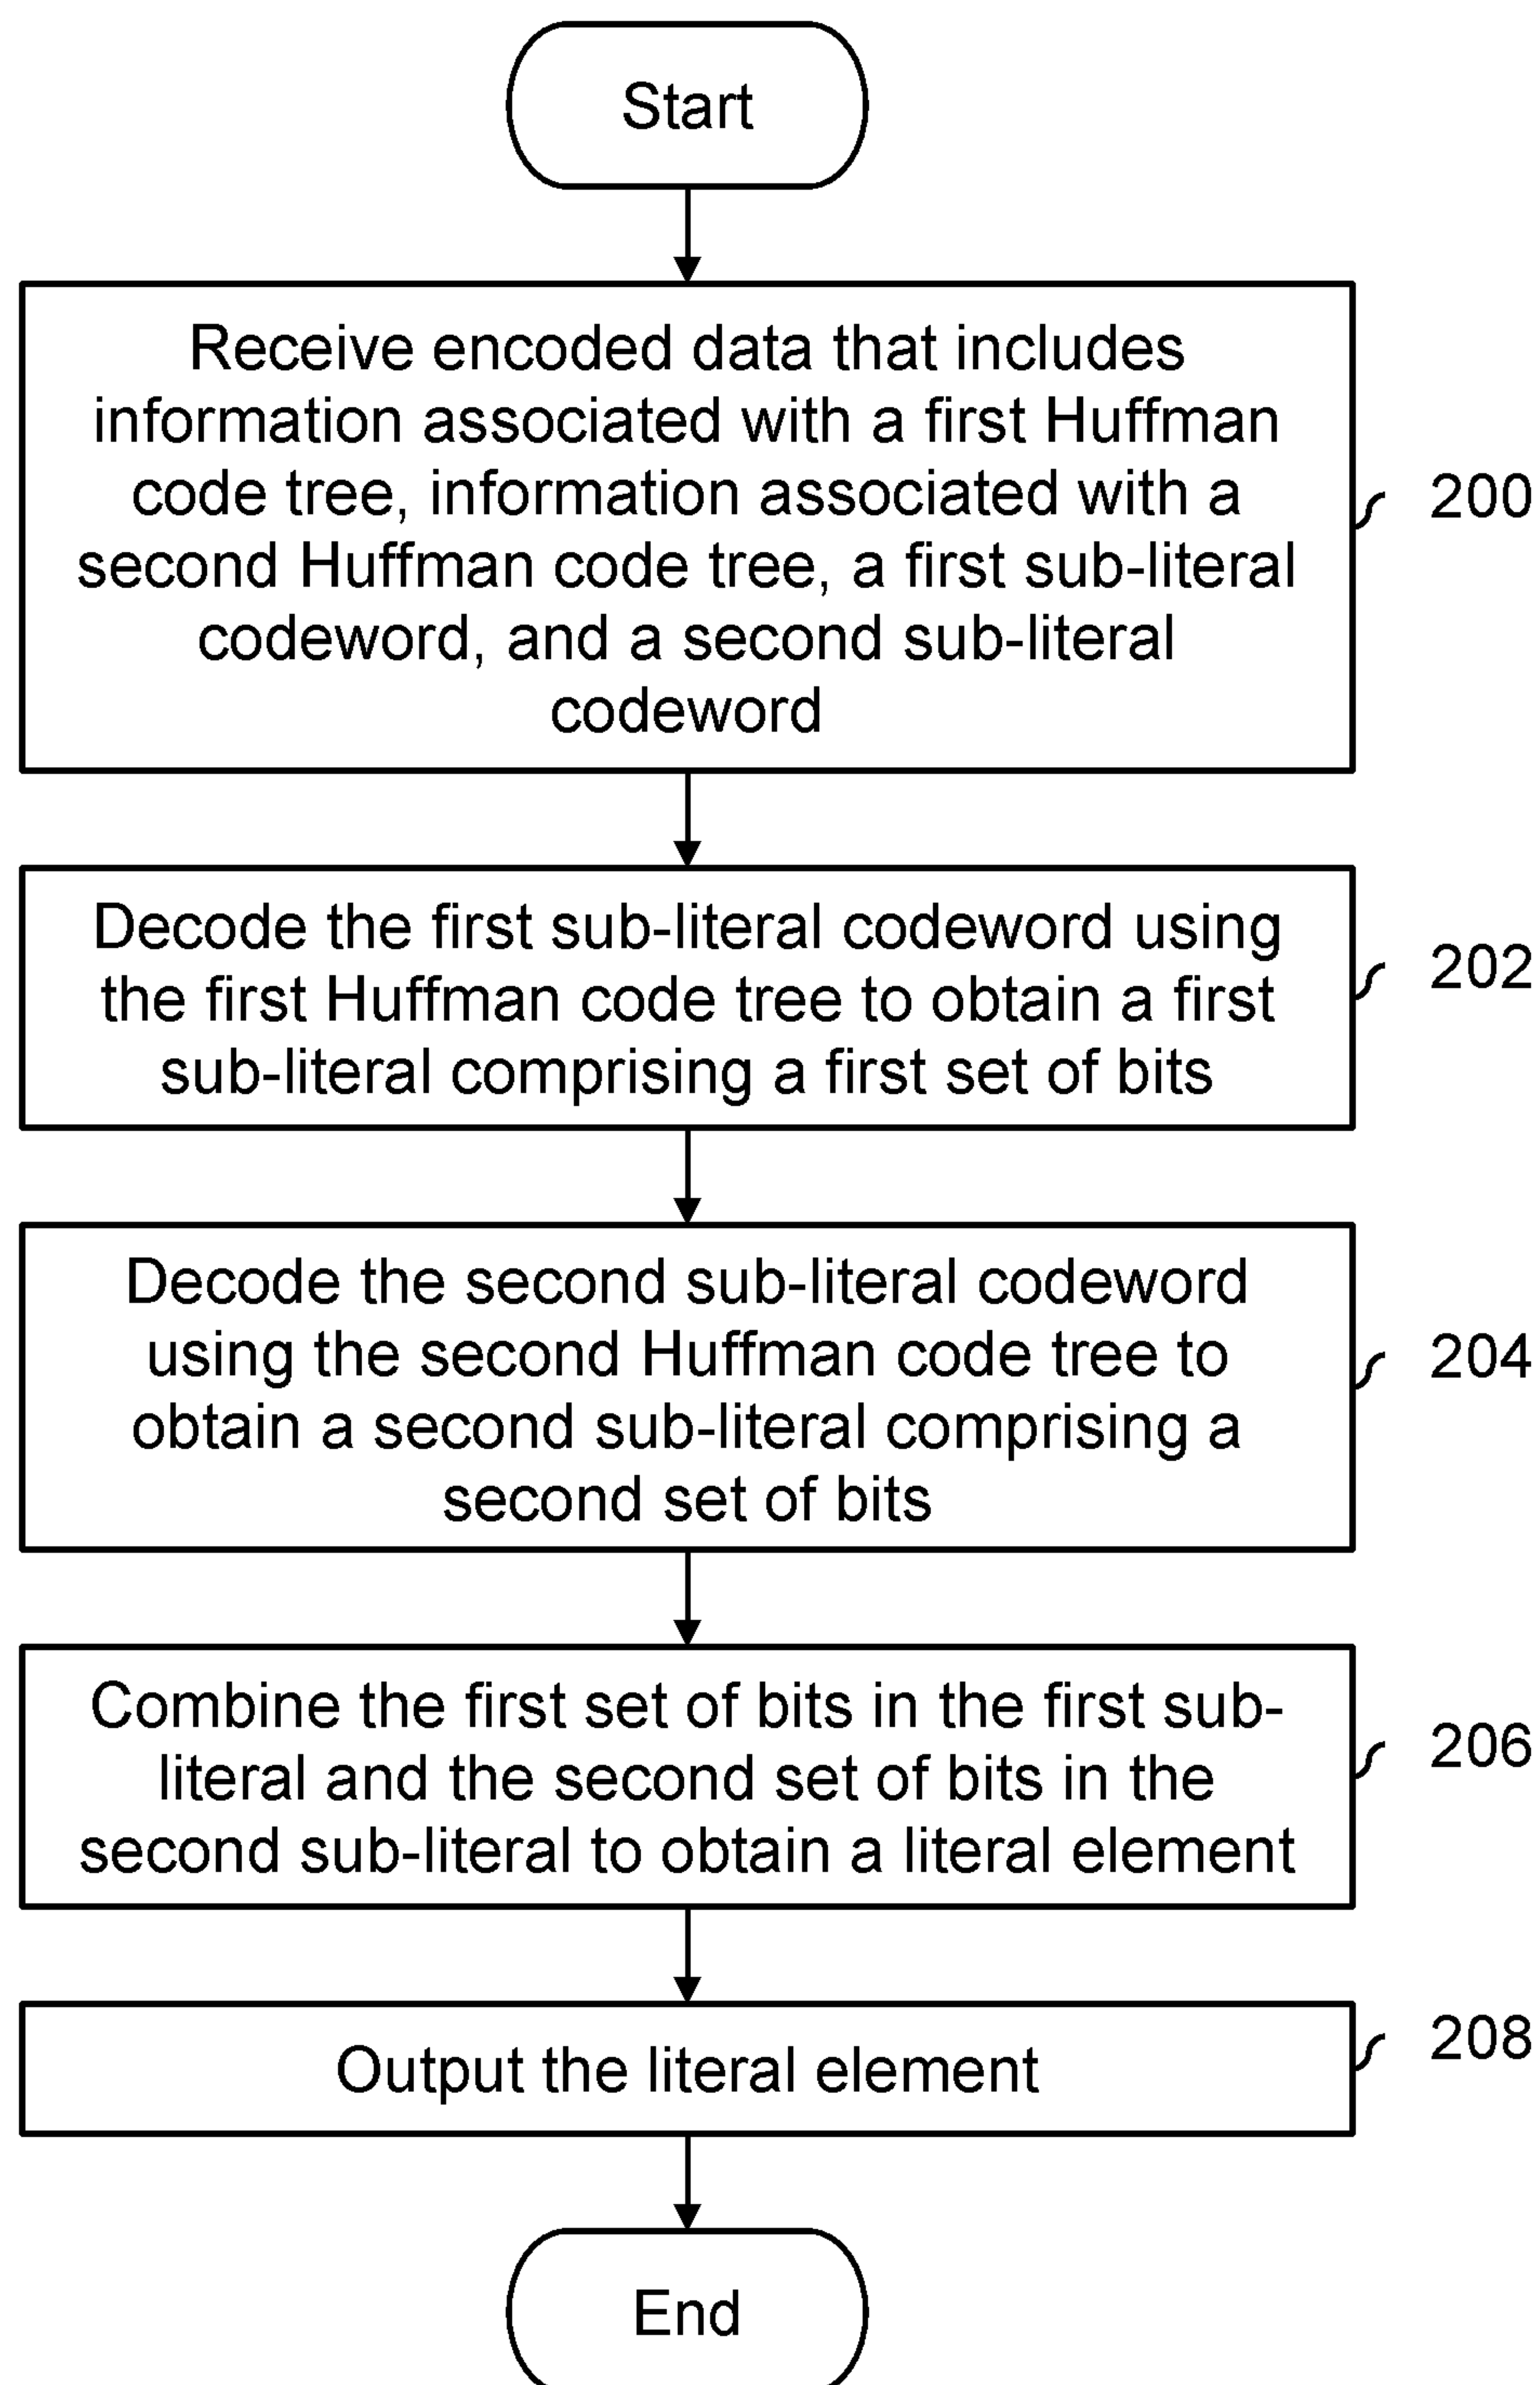 Start
Receive encoded data that includes
information associated with a first Huffman
code tree, information associated with a
second Huffman code tree, a first sub-literal
codeword, and a second sub-literal
codeword
200
Decode the first sub-literal codeword using
the first Huffman code tree to obtain a first
sub-literal comprising a first set of bits
202
Decode the second sub-literal codeword
using the second Huffman code tree to
obtain a second sub-literal comprising a
second set of bits
204
Combine the first set of bits in the first sub-
literal and the second set of bits in the
second sub-literal to obtain a literal element
206
Output the literal element
208
End